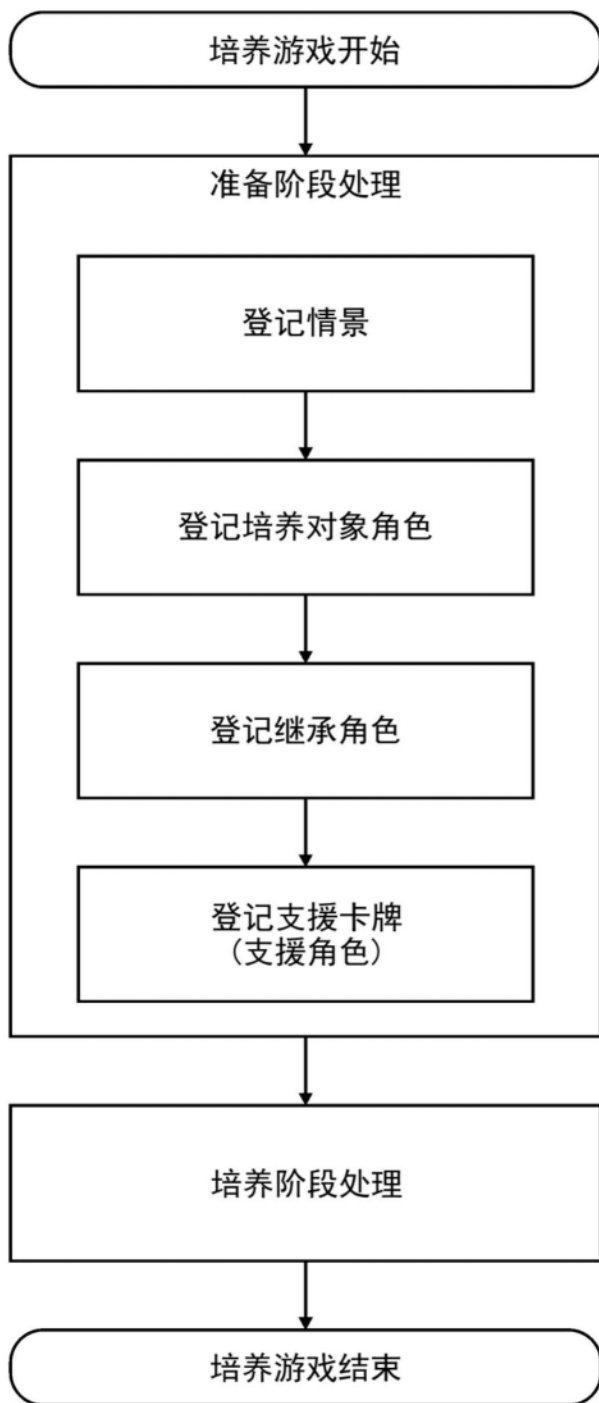 培养游戏开始
准备阶段处理
登记情景
登记培养对象角色
登记继承角色
登记支援卡牌
（支援角色）
培养阶段处理
培养游戏结束